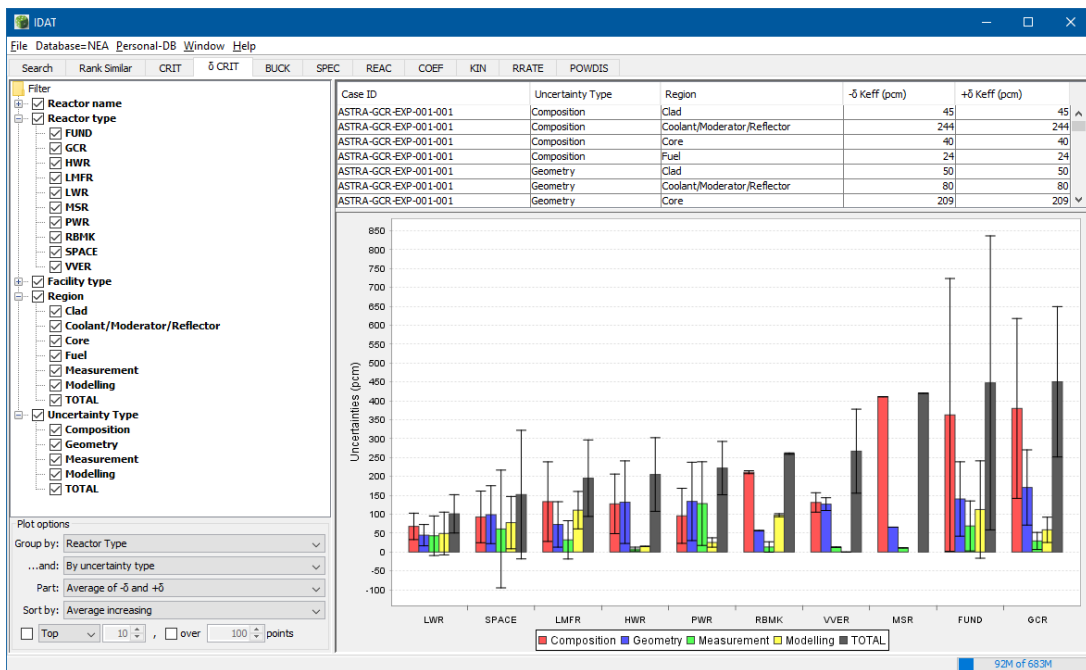 IDAT
File Database=NEA Personal-DB Window Help
Search Rank Similar CRIT δ CRIT BUCK SPEC REAC COEF KIN RRATE POWDIS
Filter
Reactor name
Reactor type
FUND
GCR
HWR
LMFR
LWR
MSR
PWR
RBMK
SPACE
VVER
Facility type
Region
Clad
Coolant/Moderator/Reflector
Core
Fuel
Measurement
Modelling
TOTAL
Uncertainty Type
Composition
Geometry
Measurement
Modelling
TOTAL
Plot options
Group by: Reactor Type
...and: By uncertainty type
Part: Average of -δ and +δ
Sort by: Average increasing
Top 10 , over 100 points
Case ID Uncertainty Type Region -δ Keff (pcm) +δ Keff (pcm)
ASTRA-GCR-EXP-001-001 Composition Clad 45 45
ASTRA-GCR-EXP-001-001 Composition Coolant/Moderator/Reflector 244 244
ASTRA-GCR-EXP-001-001 Composition Core 40 40
ASTRA-GCR-EXP-001-001 Composition Fuel 24 24
ASTRA-GCR-EXP-001-001 Geometry Clad 50 50
ASTRA-GCR-EXP-001-001 Geometry Coolant/Moderator/Reflector 80 80
ASTRA-GCR-EXP-001-001 Geometry Core 209 209
Uncertainties (pcm)
850
800
750
700
650
600
550
500
450
400
350
300
250
200
150
100
50
0
-50
-100
LWR SPACE LMFR HWR PWR RBMK VVER MSR FUND GCR
Composition Geometry Measurement Modelling TOTAL
92M of 683M